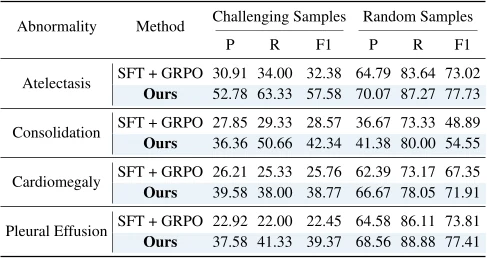 Abnormality Method Challenging Samples Random Samples
P R F1 P R F1
Atelectasis SFT + GRPO 30.91 34.00 32.38 64.79 83.64 73.02
Ours 52.78 63.33 57.58 70.07 87.27 77.73
Consolidation SFT + GRPO 27.85 29.33 28.57 36.67 73.33 48.89
Ours 36.36 50.66 42.34 41.38 80.00 54.55
Cardiomegaly SFT + GRPO 26.21 25.33 25.76 62.39 73.17 67.35
Ours 39.58 38.00 38.77 66.67 78.05 71.91
Pleural Effusion SFT + GRPO 22.92 22.00 22.45 64.58 86.11 73.81
Ours 37.58 41.33 39.37 68.56 88.88 77.41